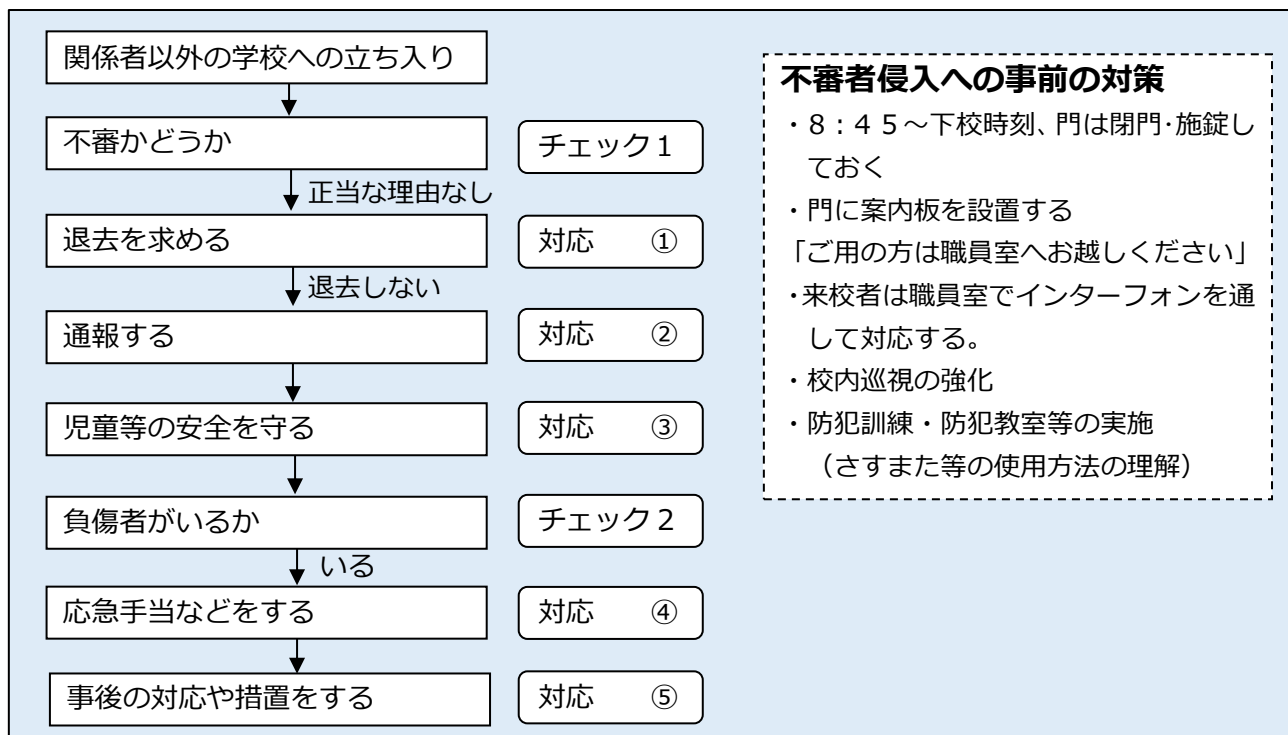 関係者以外の学校への立ち入り
不審かどうか
チェック1
正当な理由なし
退去を求める
対応 ①
退去しない
通報する
対応 ②
児童等の安全を守る
対応 ③
負傷者がいるか
チェック2
いる
応急手当などをする
対応 ④
事後の対応や措置をする
対応 ⑤
不審者侵入への事前の対策
・8：45～下校時刻、門は閉門・施錠し
ておく
・門に案内板を設置する
「ご用の方は職員室へお越しください」
・来校者は職員室でインターフォンを通
して対応する。
・校内巡視の強化
・防犯訓練・防犯教室等の実施
（さすまた等の使用方法の理解）